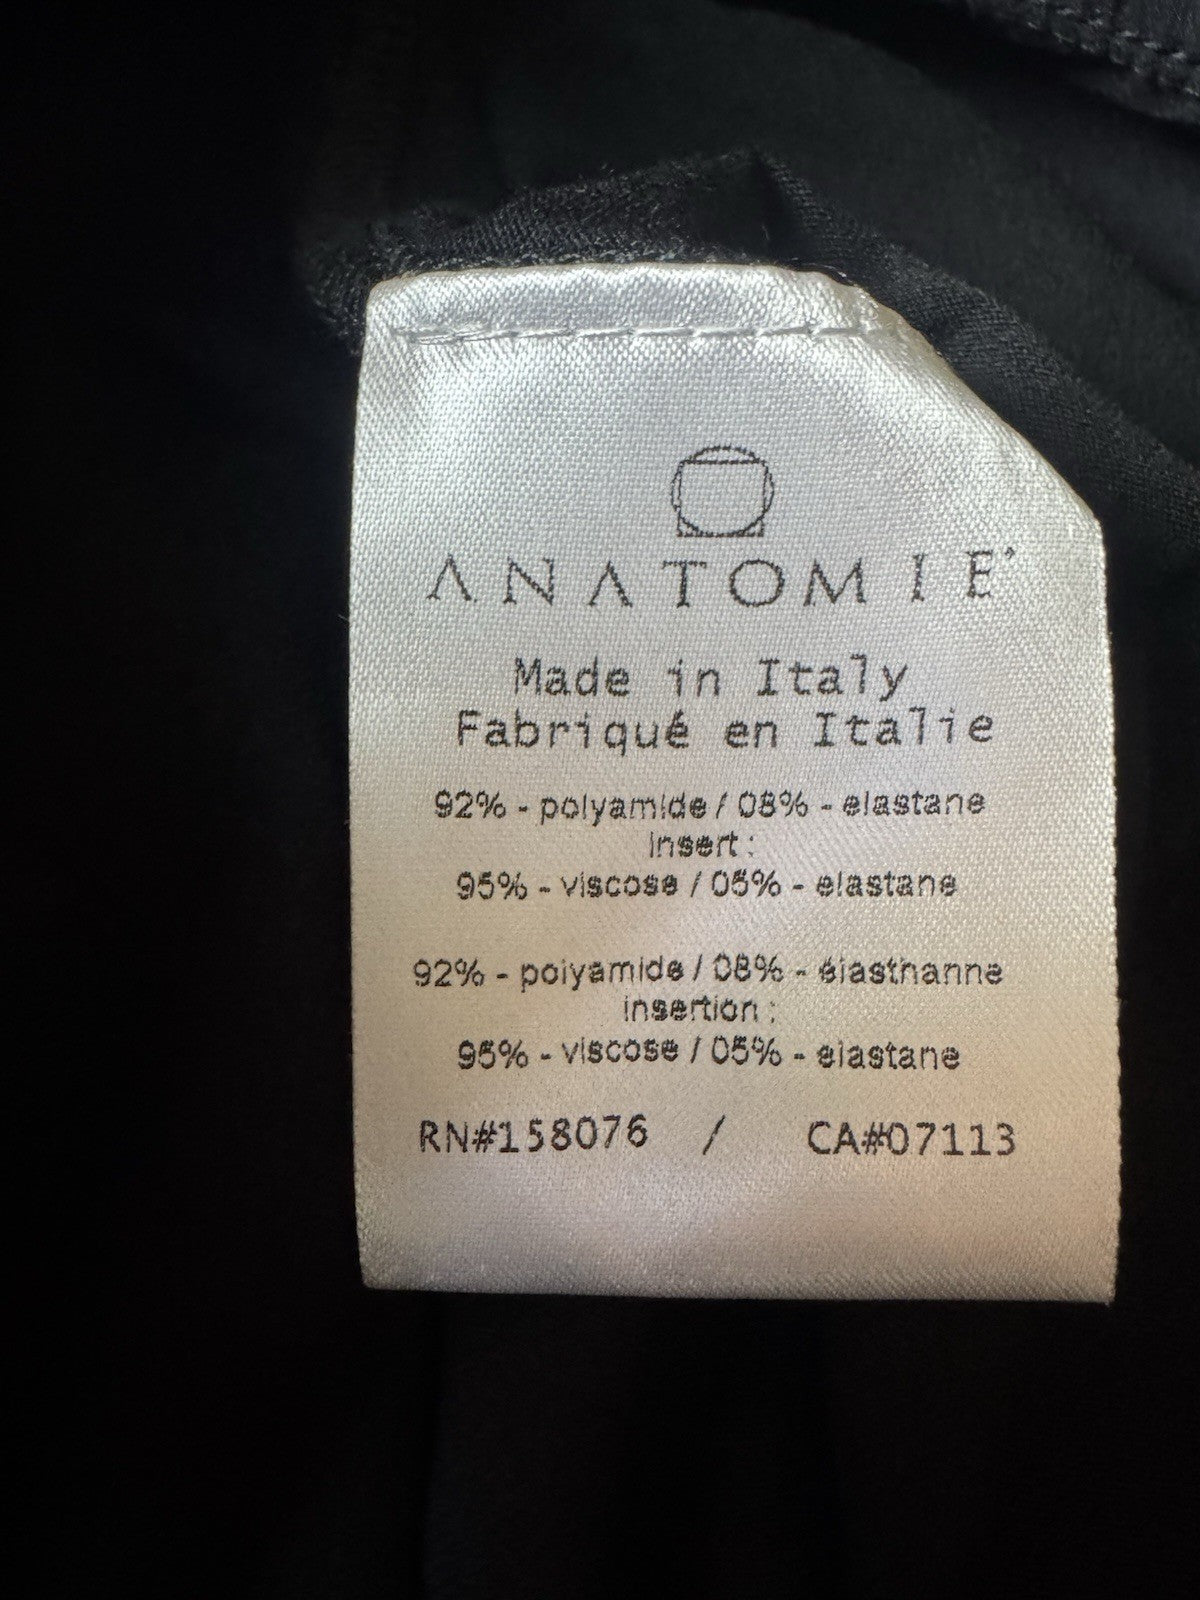 ANATOMIE
Made in Italy
Fabriqué en Italie
92% - polyamide / 08% - elastane
insert :
95% - viscose / 05% - elastane
92% - polyamide / 08% - élasthanne
insertion :
95% - viscose / 05% - elastane
RN#158076 / CA#07113